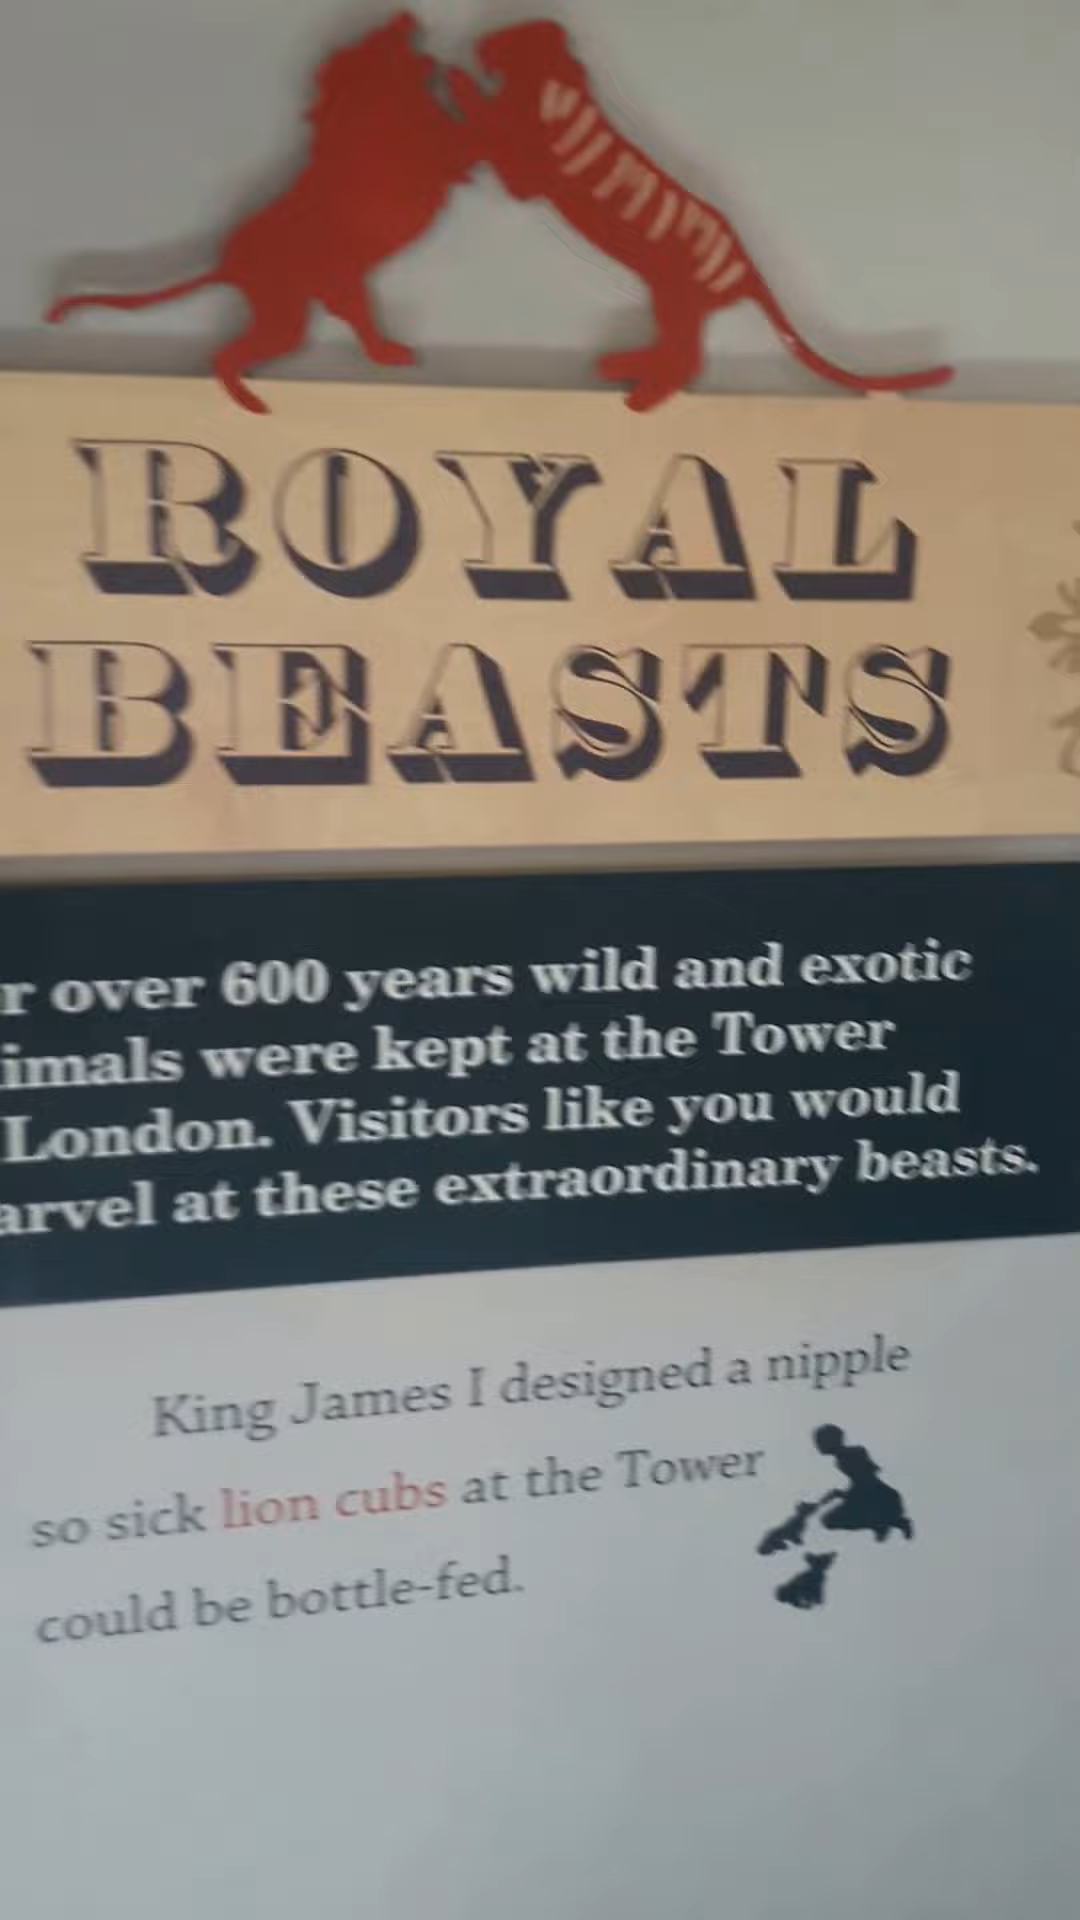 ROYAL
BEASTS
r over 600 years wild and exotic
imals were kept at the Tower
London. Visitors like you would
arvel at these extraordinary beasts.
King James I designed a nipple
so sick lion cubs at the Tower
could be bottle-fed.